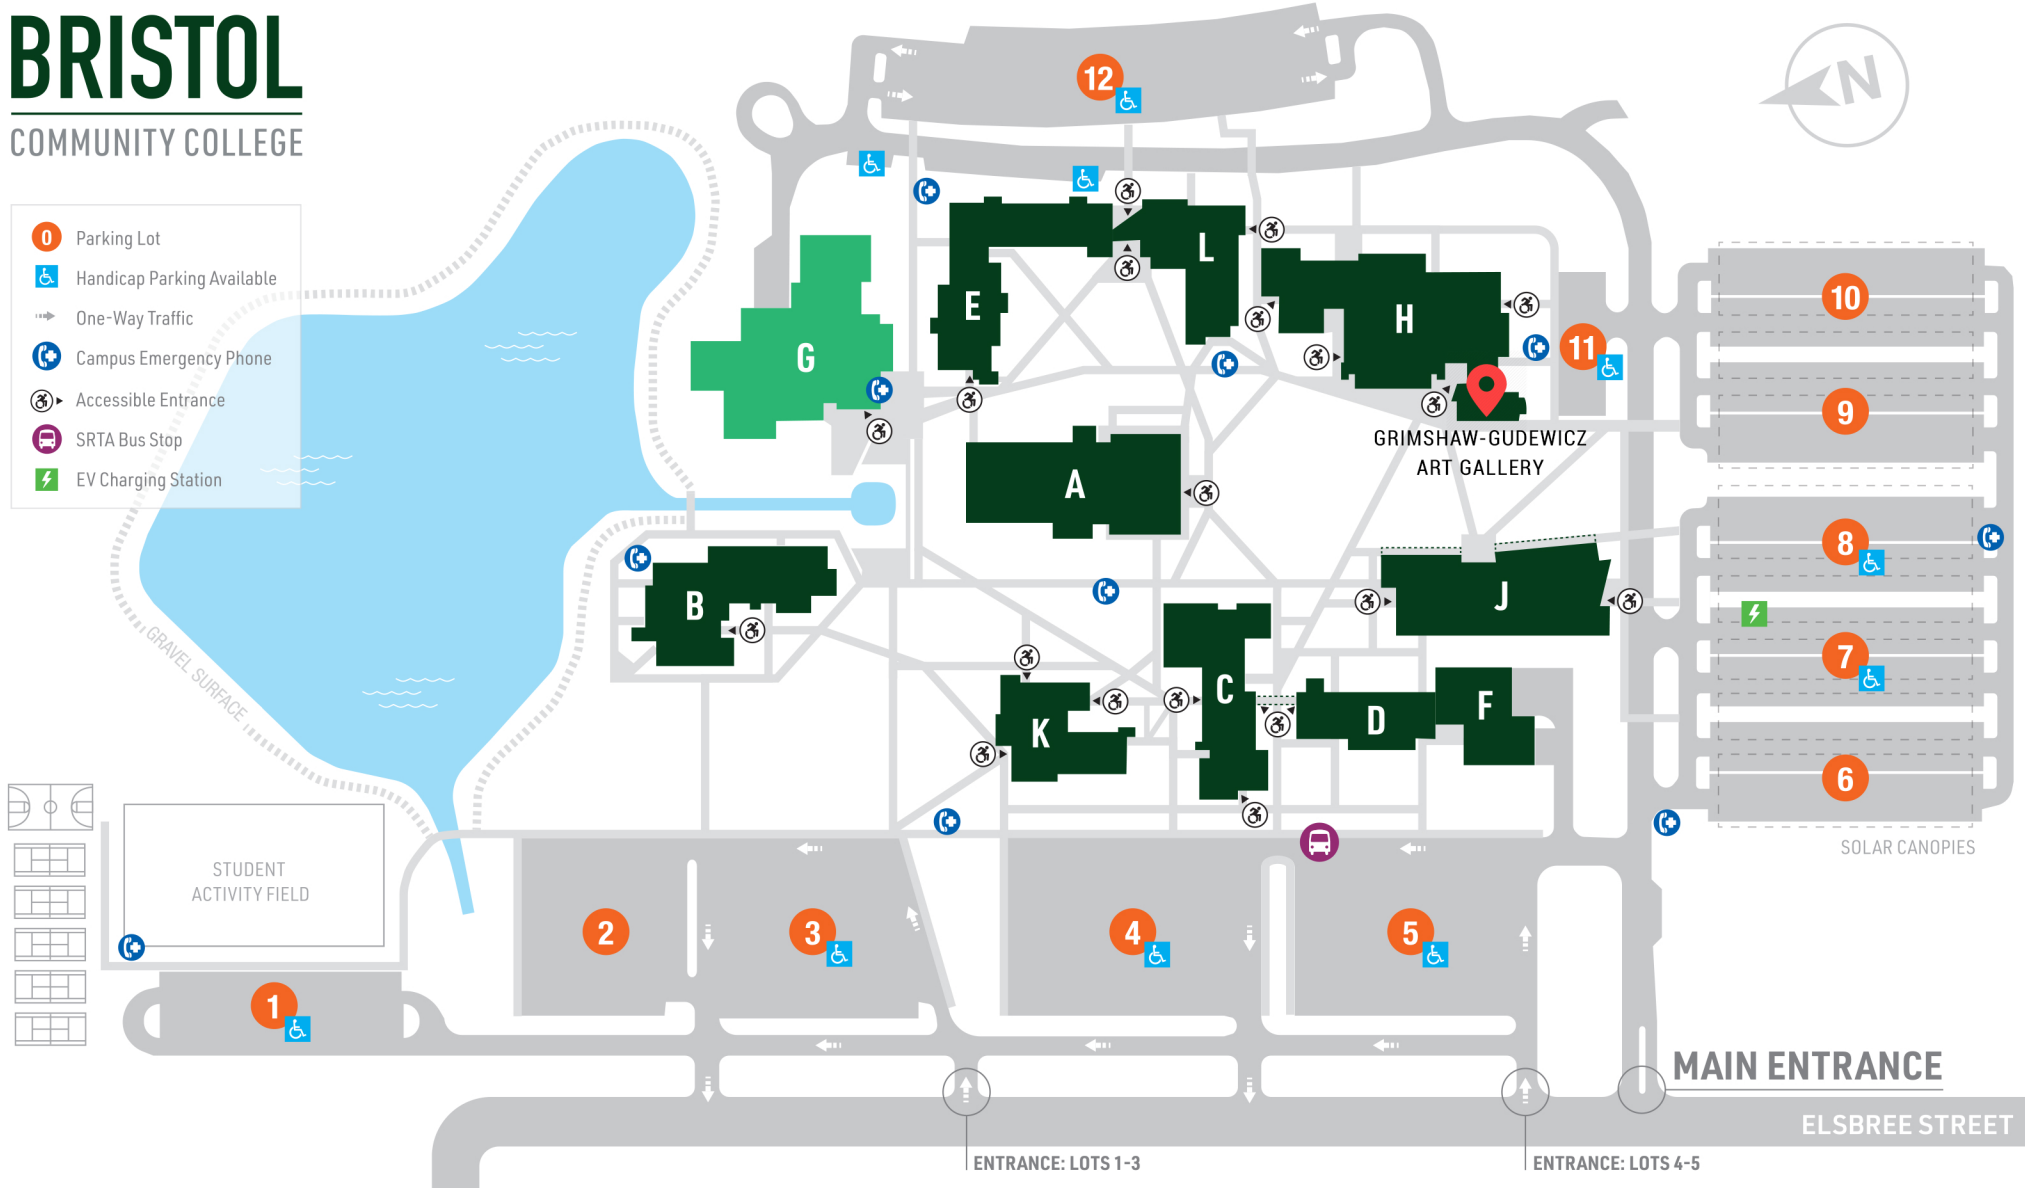 BRISTOL
COMMUNITY COLLEGE
0 Parking Lot
Handicap Parking Available
One-Way Traffic
Campus Emergency Phone
Accessible Entrance
SRTA Bus Stop
EV Charging Station
N
12
L
E
H
G
10
11
9
GRIMSHAW-GUDEWICZ
ART GALLERY
A
8
B
J
7
C
F
D
K
6
GRAVEL SURFACE
SOLAR CANOPIES
STUDENT
ACTIVITY FIELD
2
3
4
5
1
MAIN ENTRANCE
ELSBREE STREET
ENTRANCE: LOTS 1-3
ENTRANCE: LOTS 4-5